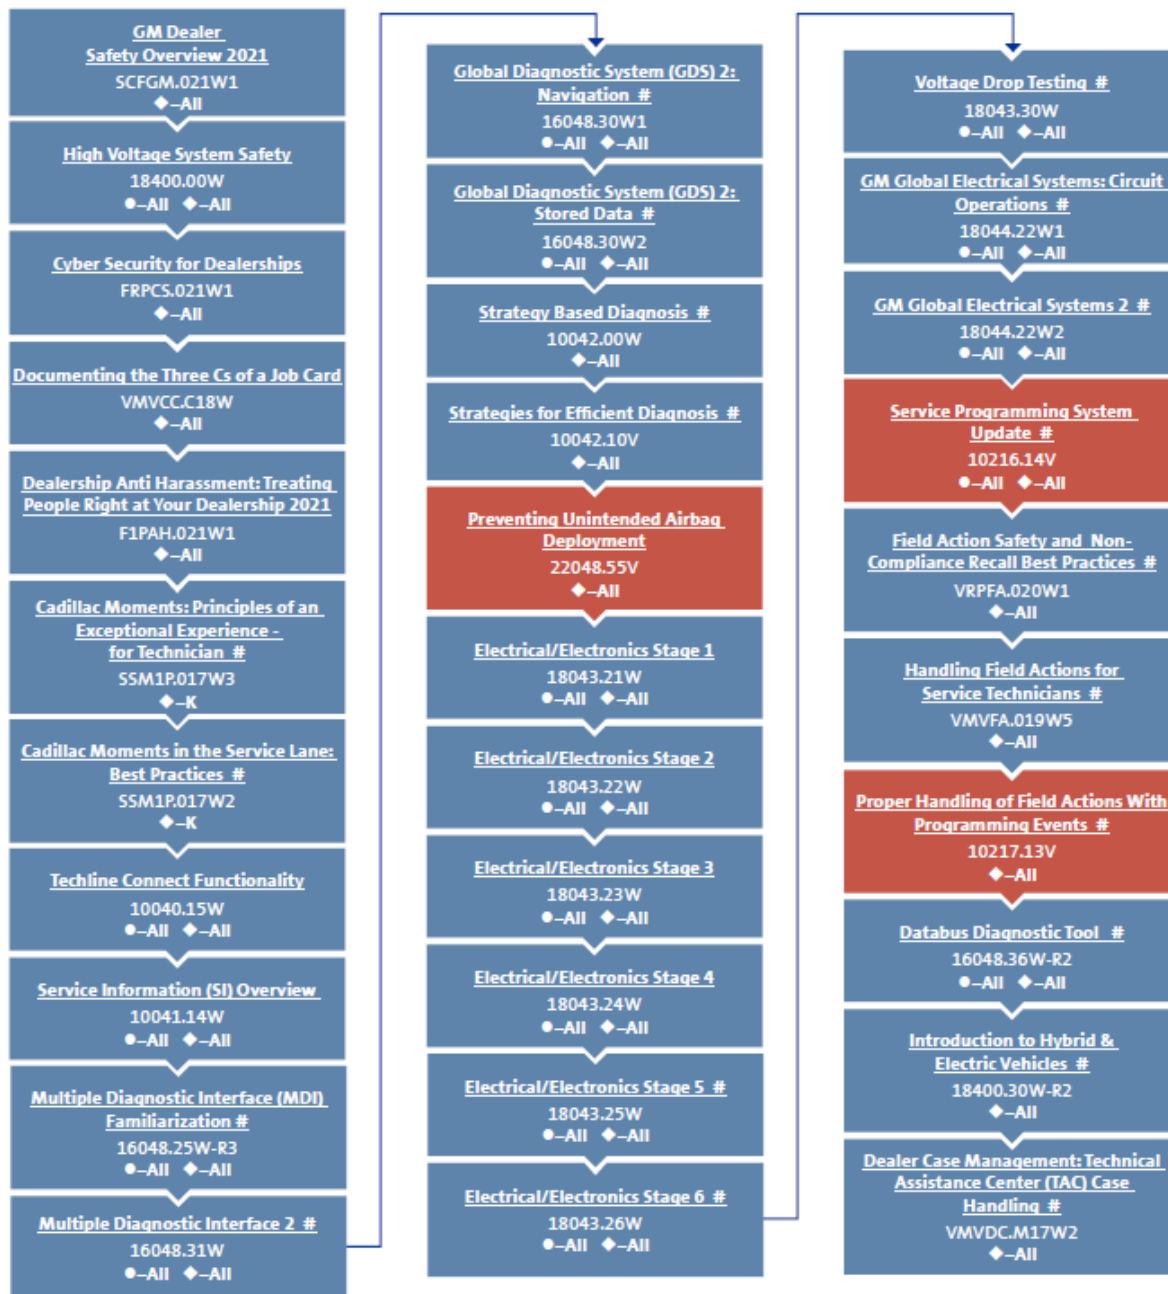 GM Dealer
Safety Overview 2021
SCFGM.021W1
◆–All
High Voltage System Safety
18400.00W
●–All ◆–All
Cyber Security for Dealerships
FRPCS.021W1
◆–All
Documenting the Three Cs of a Job Card
VMVCC.C18W
◆–All
Dealership Anti Harassment: Treating
People Right at Your Dealership 2021
F1PAH.021W1
◆–All
Cadillac Moments: Principles of an
Exceptional Experience -
for Technician #
SSM1P.017W3
◆–K
Cadillac Moments in the Service Lane:
Best Practices #
SSM1P.017W2
◆–K
Techline Connect Functionality
10040.15W
●–All ◆–All
Service Information (SI) Overview
10041.14W
●–All ◆–All
Multiple Diagnostic Interface (MDI)
Familiarization #
16048.25W-R3
●–All ◆–All
Multiple Diagnostic Interface 2 #
16048.31W
●–All ◆–All
Global Diagnostic System (GDS) 2:
Navigation #
16048.30W1
●–All ◆–All
Global Diagnostic System (GDS) 2:
Stored Data #
16048.30W2
●–All ◆–All
Strategy Based Diagnosis #
10042.00W
◆–All
Strategies for Efficient Diagnosis #
10042.10V
◆–All
Preventing Unintended Airbag
Deployment
22048.55V
◆–All
Electrical/Electronics Stage 1
18043.21W
●–All ◆–All
Electrical/Electronics Stage 2
18043.22W
●–All ◆–All
Electrical/Electronics Stage 3
18043.23W
●–All ◆–All
Electrical/Electronics Stage 4
18043.24W
●–All ◆–All
Electrical/Electronics Stage 5 #
18043.25W
●–All ◆–All
Electrical/Electronics Stage 6 #
18043.26W
●–All ◆–All
Voltage Drop Testing #
18043.30W
●–All ◆–All
GM Global Electrical Systems: Circuit
Operations #
18044.22W1
●–All ◆–All
GM Global Electrical Systems 2 #
18044.22W2
●–All ◆–All
Service Programming System
Update #
10216.14V
●–All ◆–All
Field Action Safety and Non-
Compliance Recall Best Practices #
VRPFA.020W1
◆–All
Handling Field Actions for
Service Technicians #
VMVFA.019W5
◆–All
Proper Handling of Field Actions With
Programming Events #
10217.13V
◆–All
Databus Diagnostic Tool #
16048.36W-R2
●–All ◆–All
Introduction to Hybrid &
Electric Vehicles #
18400.30W-R2
◆–All
Dealer Case Management: Technical
Assistance Center (TAC) Case
Handling #
VMVDC.M17W2
◆–All